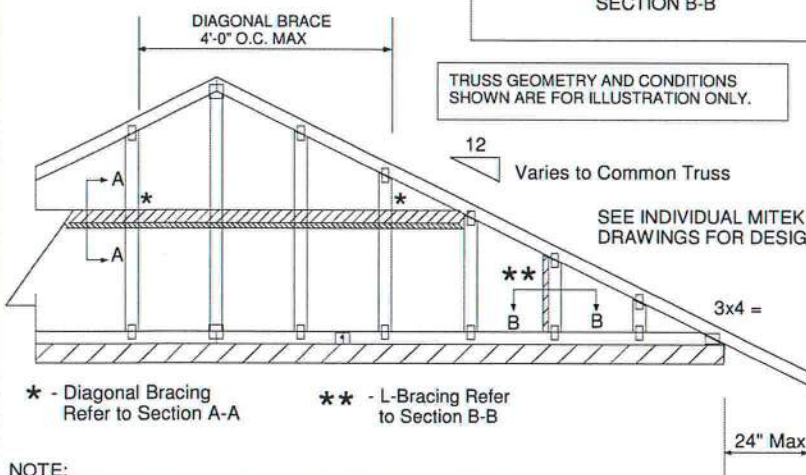 SECTION B-B
DIAGONAL BRACE
4'-0" O.C. MAX
TRUSS GEOMETRY AND CONDITIONS
SHOWN ARE FOR ILLUSTRATION ONLY.
12
Varies to Common Truss
A
*
*
SEE INDIVIDUAL MITEK
DRAWINGS FOR DESIG
A
**
B
B
3x4 =
* - Diagonal Bracing
Refer to Section A-A
** - L-Bracing Refer
to Section B-B
24" Max
NOTE: